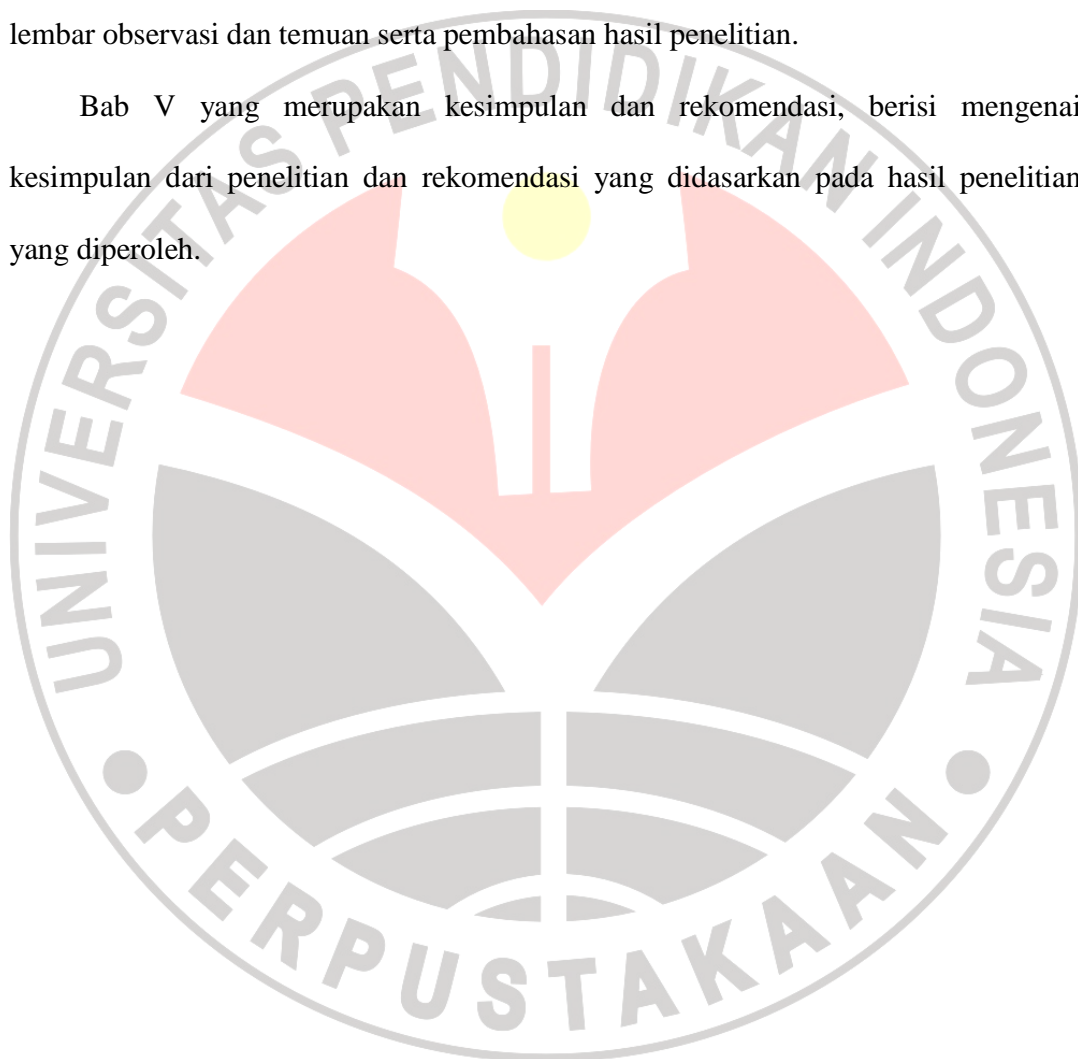 lembar observasi dan temuan serta pembahasan hasil penelitian.
Bab V yang merupakan kesimpulan dan rekomendasi, berisi mengenai
kesimpulan dari penelitian dan rekomendasi yang didasarkan pada hasil penelitian
yang diperoleh.
UNIVERSITAS PENDIDIKAN INDONESIA
PERPUSTAKAAN